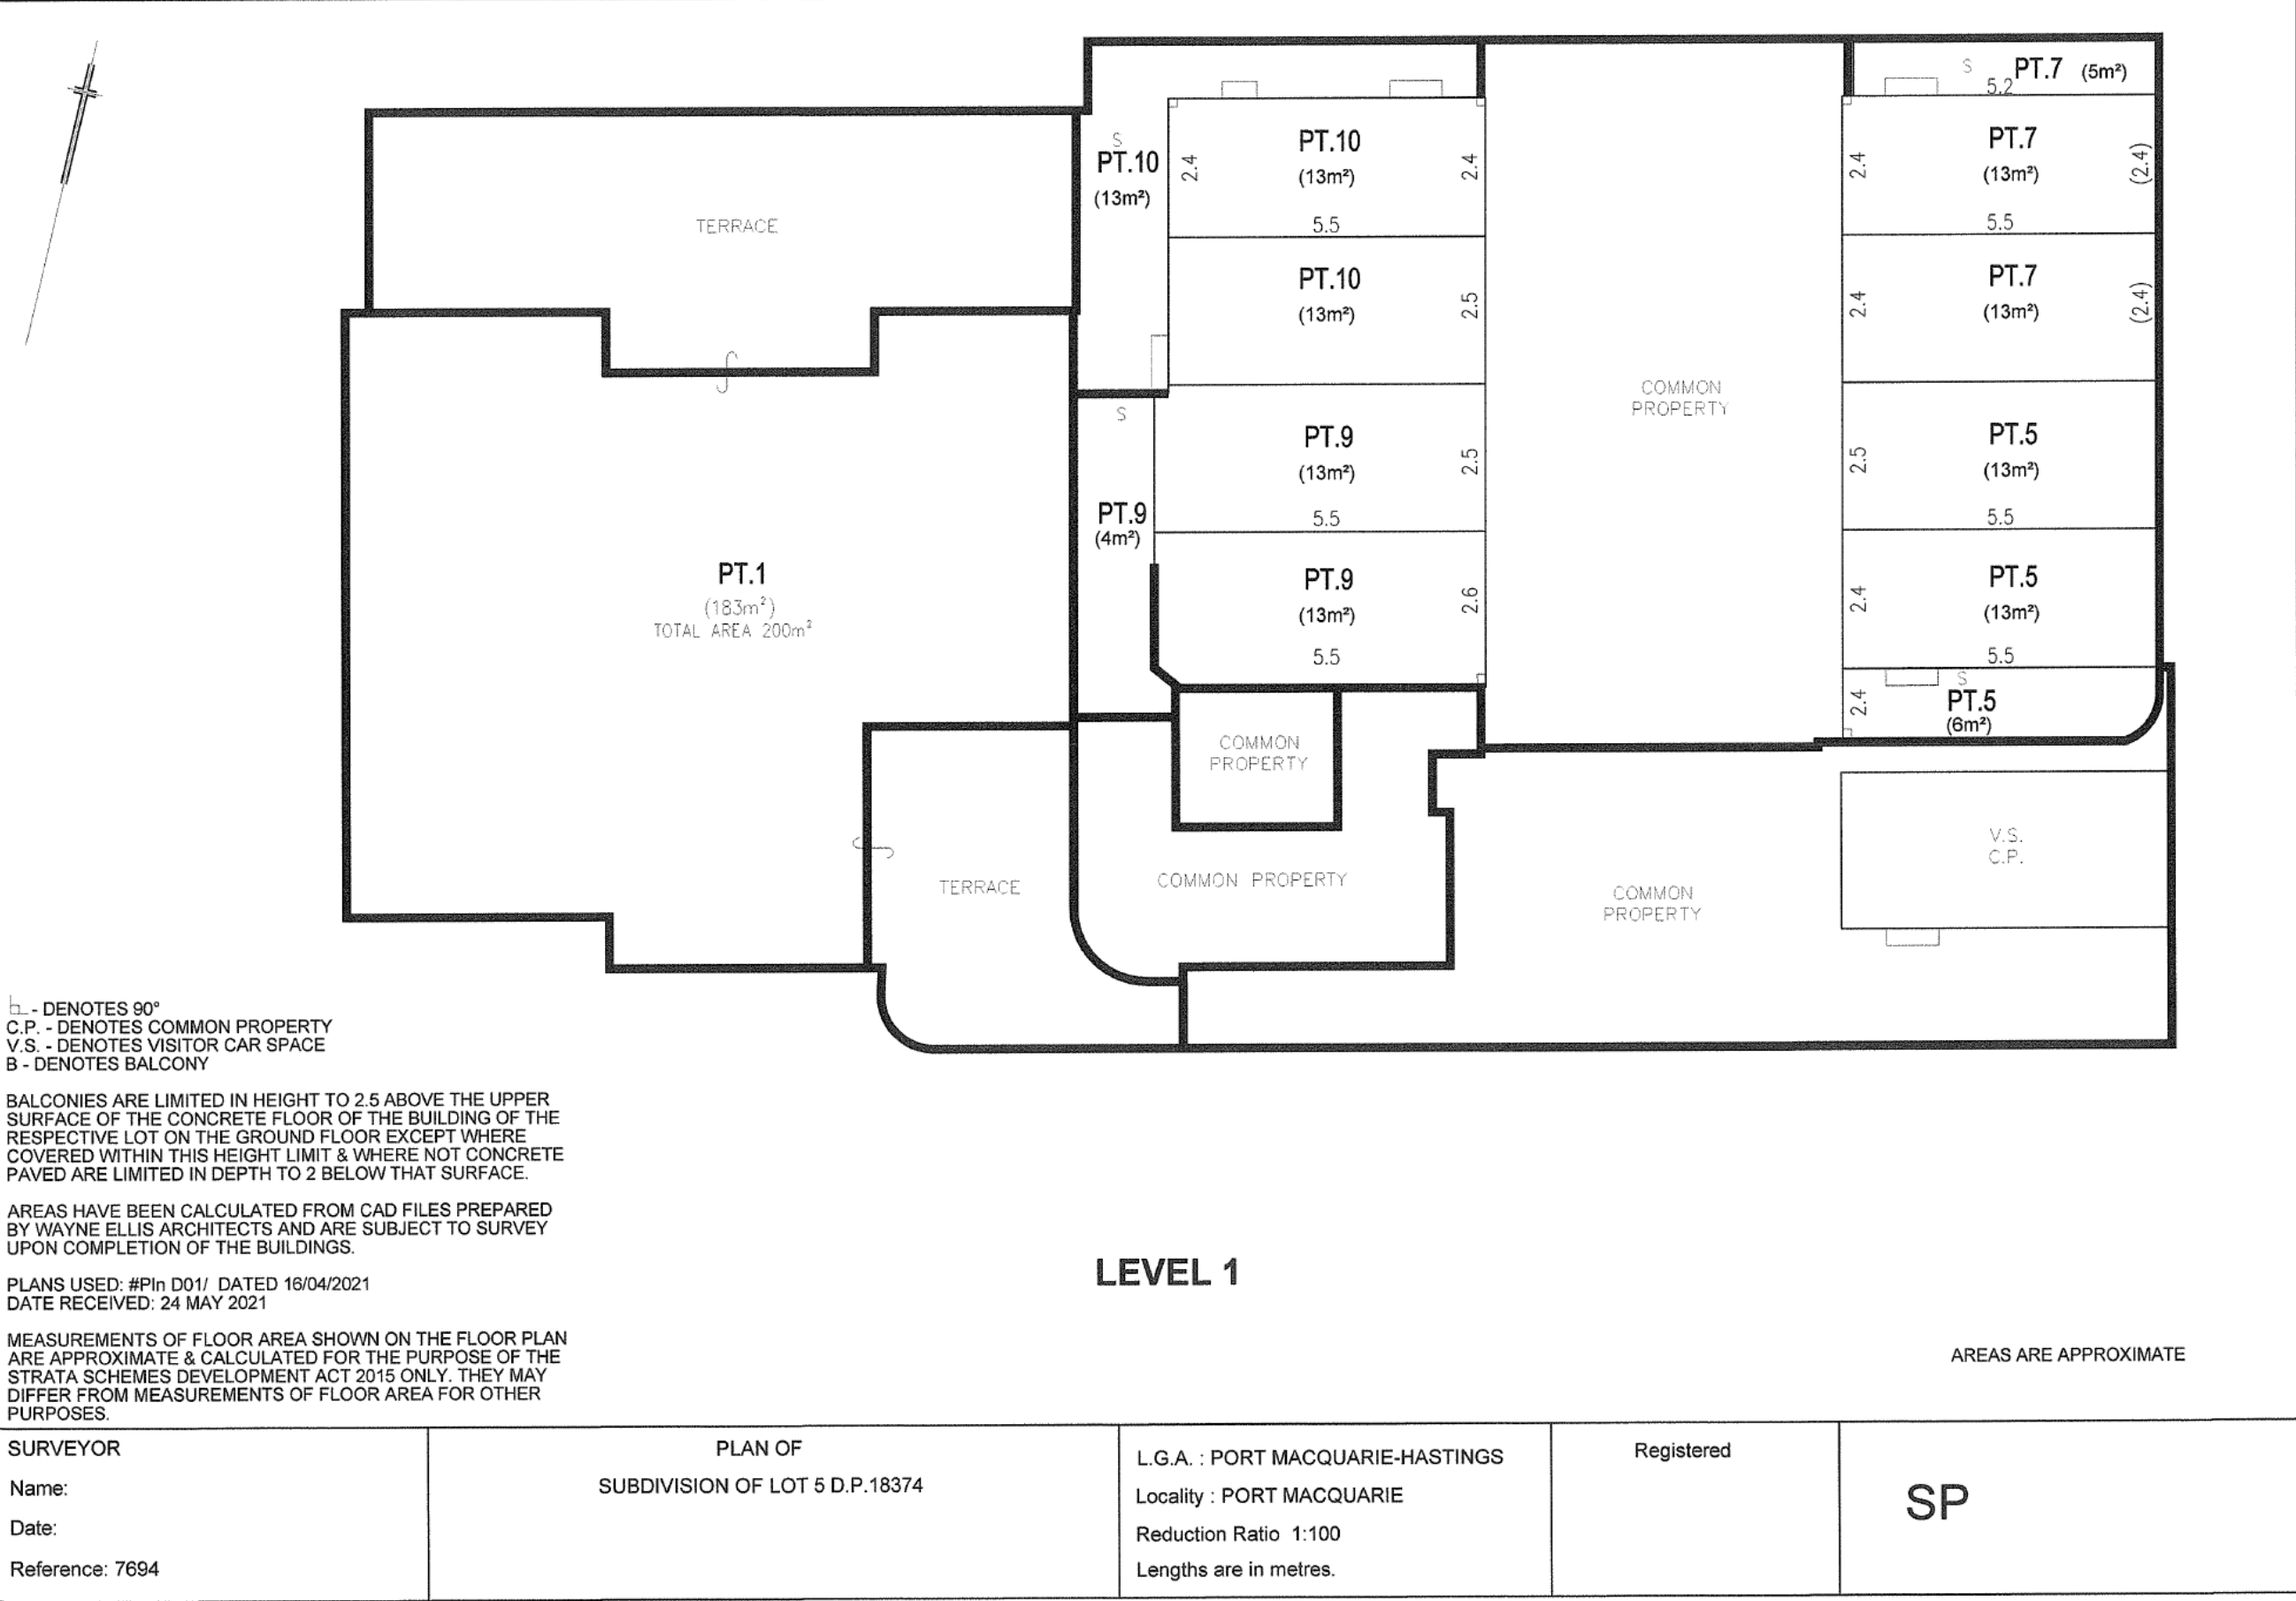 S
PT.7 (5m²)
5.2
S
PT.10
(13m²)
2.4
PT.10
(13m²)
2.4
5.5
2.4
PT.7
(13m²)
(2.4)
5.5
TERRACE
PT.10
(13m²)
2.5
2.4
PT.7
(13m²)
(2.4)
COMMON
PROPERTY
S
PT.9
(13m²)
2.5
5.5
2.5
PT.5
(13m²)
5.5
PT.9
(4m²)
PT.1
(183m²)
TOTAL AREA 200m²
PT.9
(13m²)
2.6
5.5
2.4
PT.5
(13m²)
5.5
S
2.4
PT.5
(6m²)
COMMON
PROPERTY
V.S.
C.P.
TERRACE
COMMON PROPERTY
COMMON
PROPERTY
- DENOTES 90°
C.P. - DENOTES COMMON PROPERTY
V.S. - DENOTES VISITOR CAR SPACE
B - DENOTES BALCONY
BALCONIES ARE LIMITED IN HEIGHT TO 2.5 ABOVE THE UPPER
SURFACE OF THE CONCRETE FLOOR OF THE BUILDING OF THE
RESPECTIVE LOT ON THE GROUND FLOOR EXCEPT WHERE
COVERED WITHIN THIS HEIGHT LIMIT & WHERE NOT CONCRETE
PAVED ARE LIMITED IN DEPTH TO 2 BELOW THAT SURFACE.
AREAS HAVE BEEN CALCULATED FROM CAD FILES PREPARED
BY WAYNE ELLIS ARCHITECTS AND ARE SUBJECT TO SURVEY
UPON COMPLETION OF THE BUILDINGS.
PLANS USED: #Pln D01/ DATED 16/04/2021
DATE RECEIVED: 24 MAY 2021
MEASUREMENTS OF FLOOR AREA SHOWN ON THE FLOOR PLAN
ARE APPROXIMATE & CALCULATED FOR THE PURPOSE OF THE
STRATA SCHEMES DEVELOPMENT ACT 2015 ONLY. THEY MAY
DIFFER FROM MEASUREMENTS OF FLOOR AREA FOR OTHER
PURPOSES.
LEVEL 1
AREAS ARE APPROXIMATE
SURVEYOR
Name:
Date:
Reference: 7694
PLAN OF
SUBDIVISION OF LOT 5 D.P.18374
L.G.A. : PORT MACQUARIE-HASTINGS
Locality : PORT MACQUARIE
Reduction Ratio 1:100
Lengths are in metres.
Registered
SP